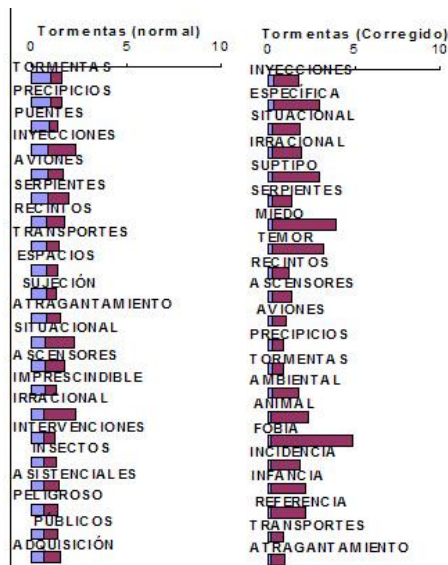 Tormentas (normal)
0 5 10
TORMENTAS
PRECIPICIOS
PUENTES
INYECCIONES
AVIONES
SERPIENTES
RECINTOS
TRANSPORTES
ESPACIOS
SUJECIÓN
ATRAGANTAMIENTO
SITUACIONAL
ASCENSORES
IMPRESCINDIBLE
IRRACIONAL
INTERVENCIONES
INSECTOS
ASISTENCIALES
PELIGROSO
PÚBLICOS
ADQUISICIÓN
Tormentas (Corregido)
0 5 10
INYECCIONES
ESPECÍFICA
SITUACIONAL
IRRACIONAL
SUPTIPO
SERPIENTES
MIEDO
TEMOR
RECINTOS
ASCENSORES
AVIONES
PRECIPICIOS
TORMENTAS
AMBIENTAL
ANIMAL
FOBIA
INCIDENCIA
INFANCIA
REFERENCIA
TRANSPORTES
ATRAGANTAMIENTO